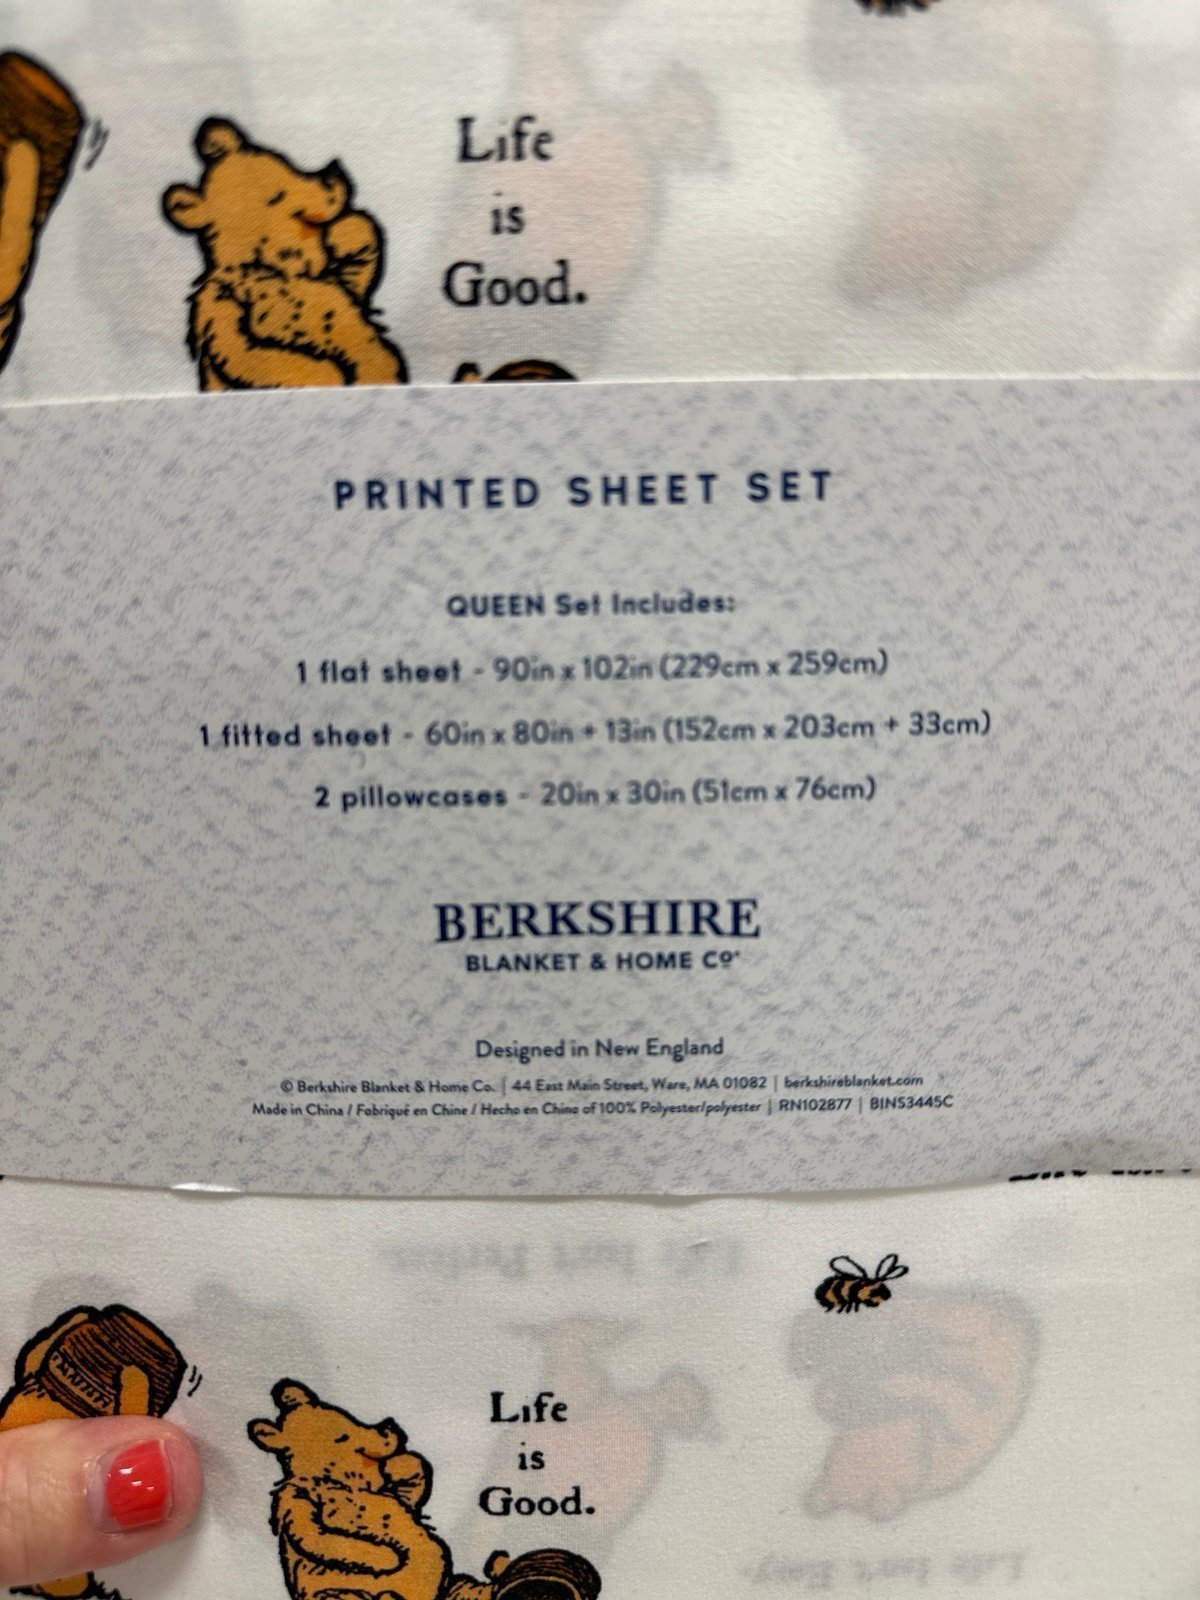 Life
is
Good.
PRINTED SHEET SET
QUEEN Set Includes:
1 flat sheet - 90in x 102in (229cm x 259cm)
1 fitted sheet - 60in x 80in + 13in (152cm x 203cm + 33cm)
2 pillowcases - 20in x 30in (51cm x 76cm)
BERKSHIRE
BLANKET & HOME Cº
Designed in New England
© Berkshire Blanket & Home Co. | 44 East Main Street, Ware, MA 01082 | berkshireblanket.com
Made in China / Fabriqué en Chine / Hecho en China of 100% Polyester/polyester | RN102877 | BINS3445C
Life
is
Good.